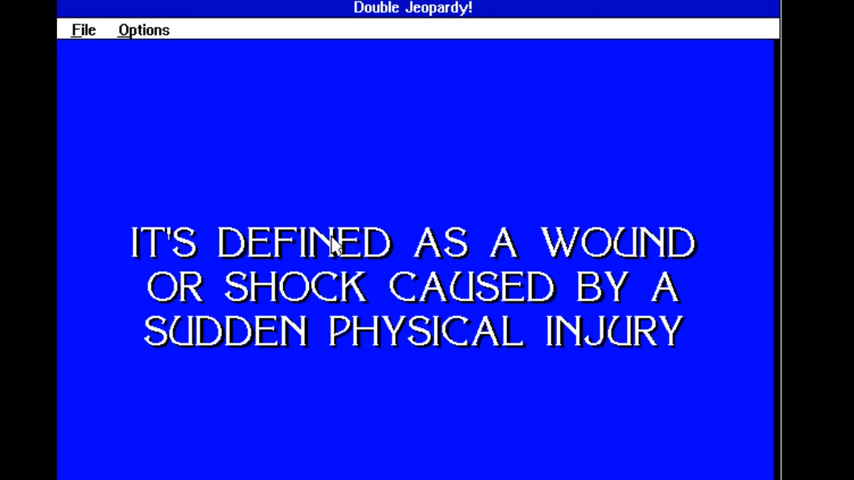 Double Jeopardy!
File Options
IT'S DEFINED AS A WOUND
OR SHOCK CAUSED BY A
SUDDEN PHYSICAL INJURY